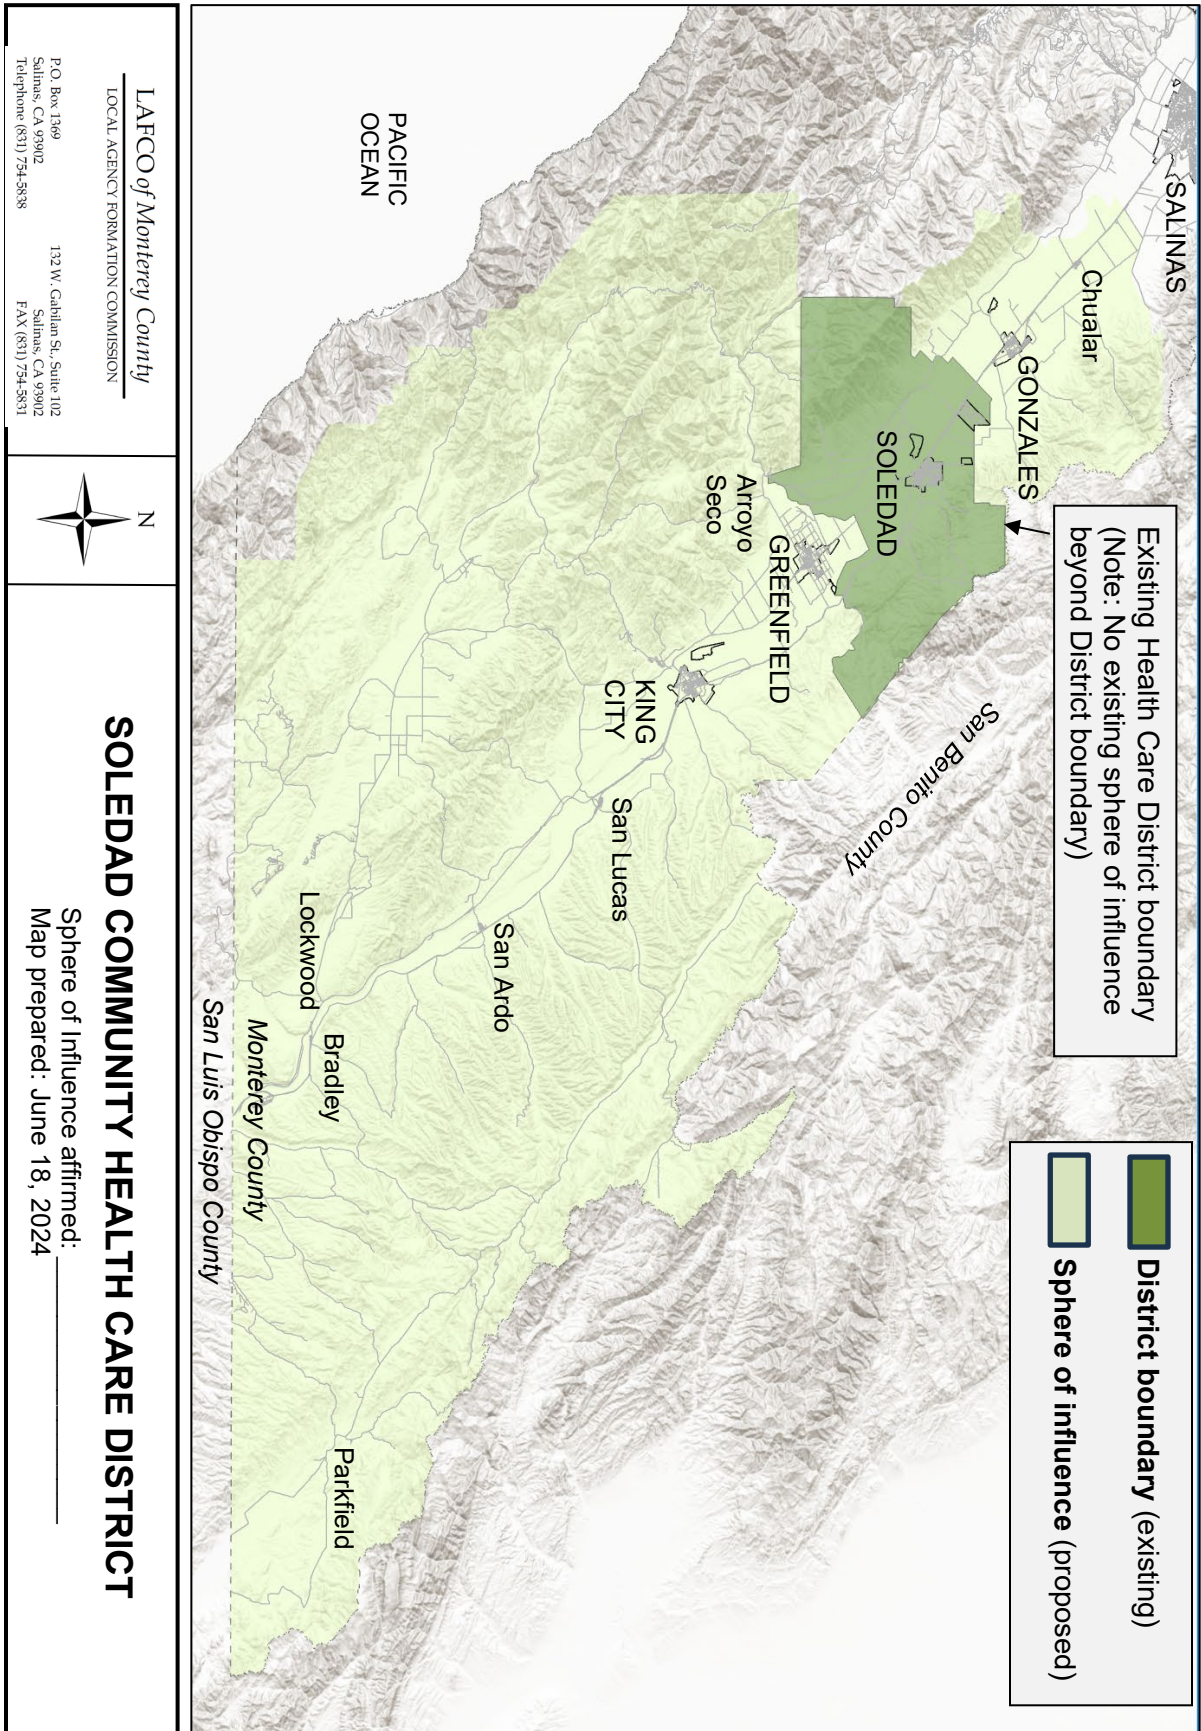 SALINAS
Chualar
GONZALES
SOLEDAD
Arroyo
Seco
GREENFIELD
KING
CITY
San Lucas
San Ardo
Lockwood
Bradley
Parkfield
PACIFIC
OCEAN
San Benito County
Monterey County
San Luis Obispo County
Existing Health Care District boundary
(Note: No existing sphere of influence
beyond District boundary)
District boundary (existing)
Sphere of influence (proposed)
LAFCO of Monterey County
LOCAL AGENCY FORMATION COMMISSION
P.O. Box 1369 132 W. Gabilan St., Suite 102
Salinas, CA 93902 Salinas, CA 93902
Telephone (831) 754-5838 FAX (831) 754-5831
N
SOLEDAD COMMUNITY HEALTH CARE DISTRICT
Sphere of Influence affirmed: ____________________
Map prepared: June 18, 2024